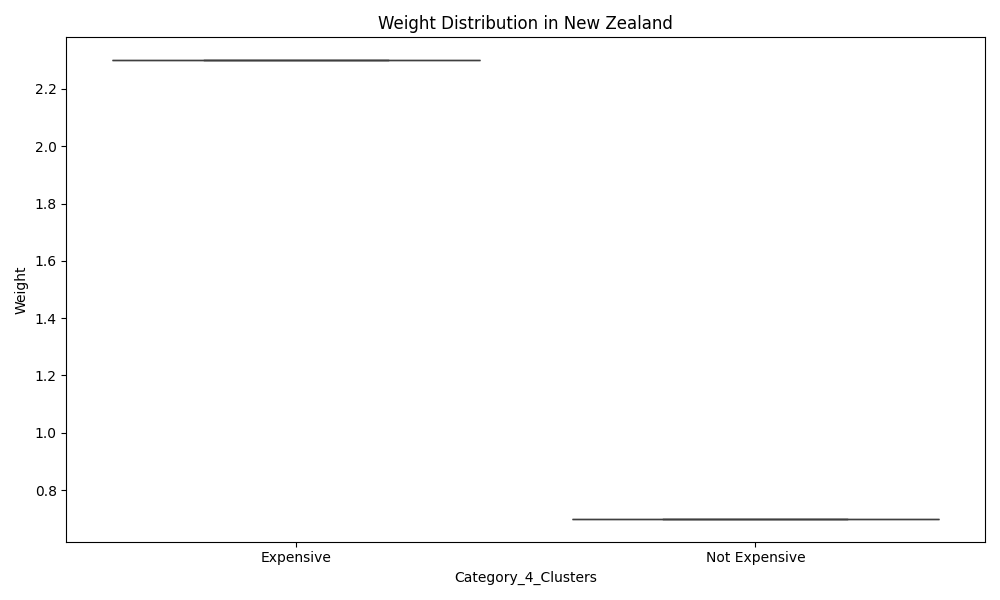 Weight Distribution in New Zealand
2.2
2.0
1.8
1.6
1.4
1.2
1.0
0.8
Weight
Expensive
Not Expensive
Category_4_Clusters